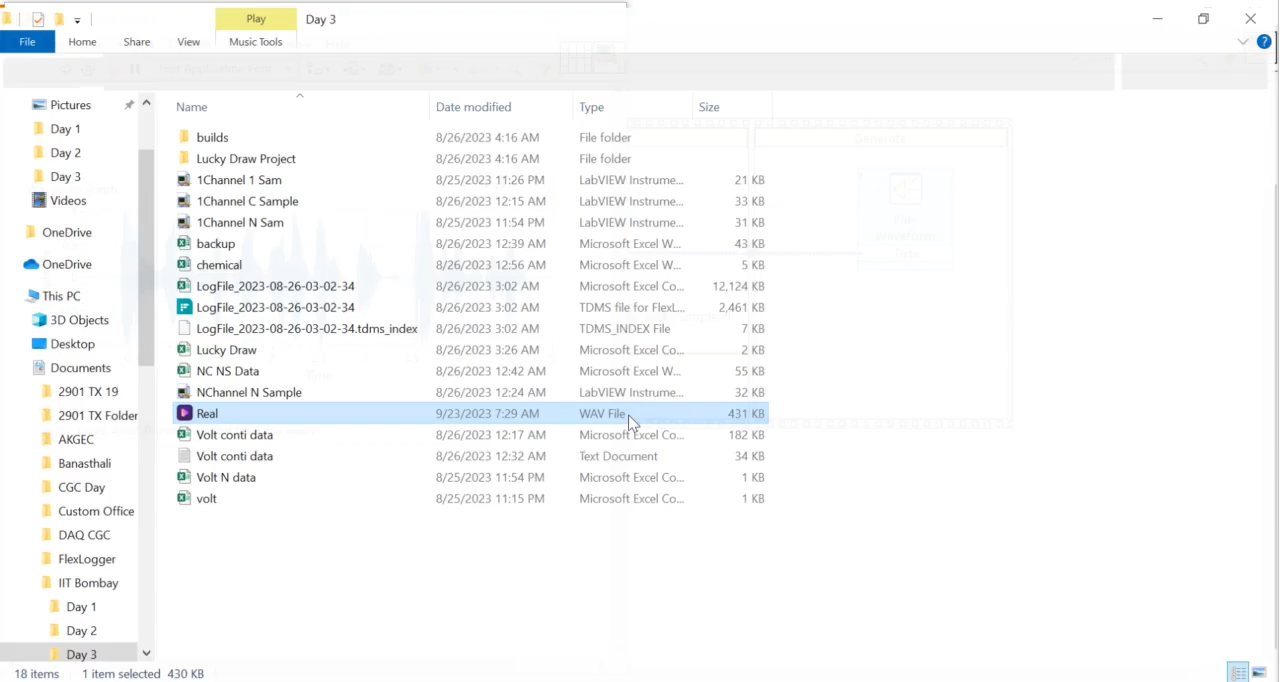 Play
Day 3
File
Home
Share
View
Music Tools
Pictures
Day 1
Day 2
Day 3
Videos
OneDrive
OneDrive
This PC
3D Objects
Desktop
Documents
2901 TX 19
2901 TX Folder
AKGEC
Banasthali
CGC Day
Custom Office
DAQ CGC
FlexLogger
IIT Bombay
Day 1
Day 2
Day 3
Name Date modified Type Size
builds 8/26/2023 4:16 AM File folder
Lucky Draw Project 8/26/2023 4:16 AM File folder
1Channel 1 Sam 8/25/2023 11:26 PM LabVIEW Instrume... 21 KB
1Channel C Sample 8/26/2023 12:15 AM LabVIEW Instrume... 33 KB
1Channel N Sam 8/25/2023 11:54 PM LabVIEW Instrume... 31 KB
backup 8/26/2023 12:39 AM Microsoft Excel W... 43 KB
chemical 8/26/2023 12:56 AM Microsoft Excel W... 5 KB
LogFile_2023-08-26-03-02-34 8/26/2023 3:02 AM Microsoft Excel Co... 12,124 KB
LogFile_2023-08-26-03-02-34 8/26/2023 3:02 AM TDMS file for FlexL... 2,461 KB
LogFile_2023-08-26-03-02-34.tdms_index 8/26/2023 3:02 AM TDMS_INDEX File 7 KB
Lucky Draw 8/26/2023 3:26 AM Microsoft Excel Co... 2 KB
NC NS Data 8/26/2023 12:42 AM Microsoft Excel W... 55 KB
NChannel N Sample 8/26/2023 12:24 AM LabVIEW Instrume... 32 KB
Real 9/23/2023 7:29 AM WAV File 431 KB
Volt conti data 8/26/2023 12:17 AM Microsoft Excel Co... 182 KB
Volt conti data 8/26/2023 12:32 AM Text Document 34 KB
Volt N data 8/25/2023 11:54 PM Microsoft Excel Co... 1 KB
volt 8/25/2023 11:15 PM Microsoft Excel Co... 1 KB
Generate
Play
Waveform
18 items 1 item selected 430 KB